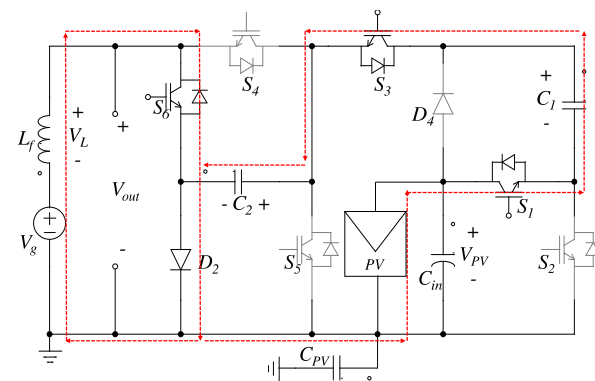 S4
S3
S6
D4
C1
+
-
Lf
+
VL
-
+
Vout
-
- C2 +
S1
Vg
+
-
D2
S5
PV
Cin
+
VPV
-
S2
CPV